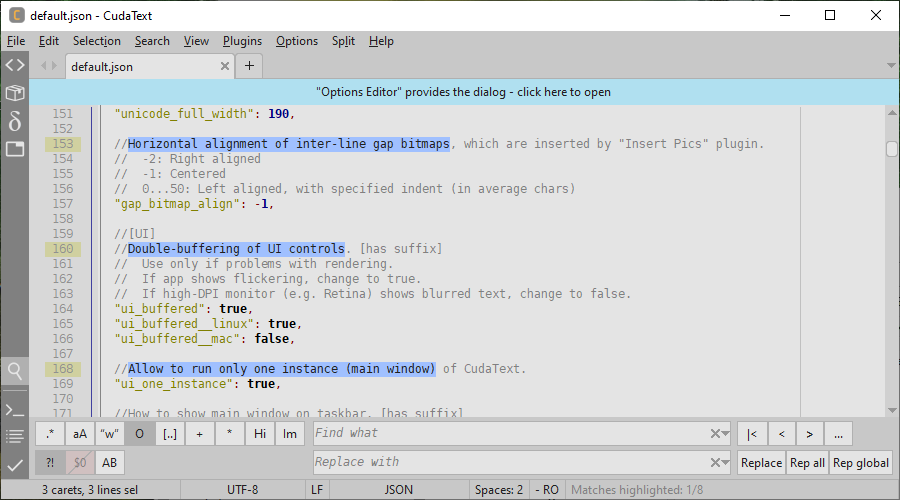 default.json - CudaText
File Edit Selection Search View Plugins Options Split Help
default.json
"Options Editor" provides the dialog - click here to open
151 "unicode_full_width": 190,
152
153 //Horizontal alignment of inter-line gap bitmaps, which are inserted by "Insert Pics" plugin.
154 //  -2: Right aligned
155 //  -1: Centered
156 //  0...50: Left aligned, with specified indent (in average chars)
157 "gap_bitmap_align": -1,
158
159 //[UI]
160 //Double-buffering of UI controls. [has suffix]
161 //  Use only if problems with rendering.
162 //  If app shows flickering, change to true.
163 //  If high-DPI monitor (e.g. Retina) shows blurred text, change to false.
164 "ui_buffered": true,
165 "ui_buffered__linux": true,
166 "ui_buffered__mac": false,
167
168 //Allow to run only one instance (main window) of CudaText.
169 "ui_one_instance": true,
170
171 //How to show main window on taskbar. [has suffix]
.* aA "w" O [..] + * Hi Im Find what |< < > ...
?! $0 AB Replace with Replace Rep all Rep global
3 carets, 3 lines sel UTF-8 LF JSON Spaces: 2 - RO Matches highlighted: 1/8